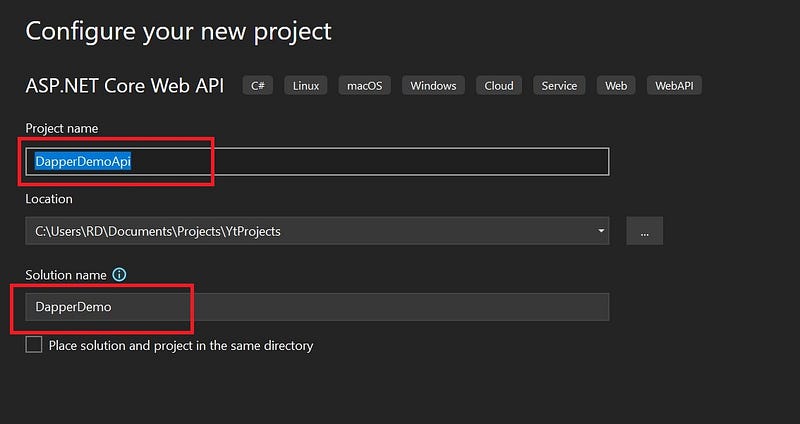 Configure your new project
ASP.NET Core Web API C# Linux macOS Windows Cloud Service Web WebAPI
Project name
DapperDemoApi
Location
C:\Users\RD\Documents\Projects\YtProjects
...
Solution name
DapperDemo
Place solution and project in the same directory